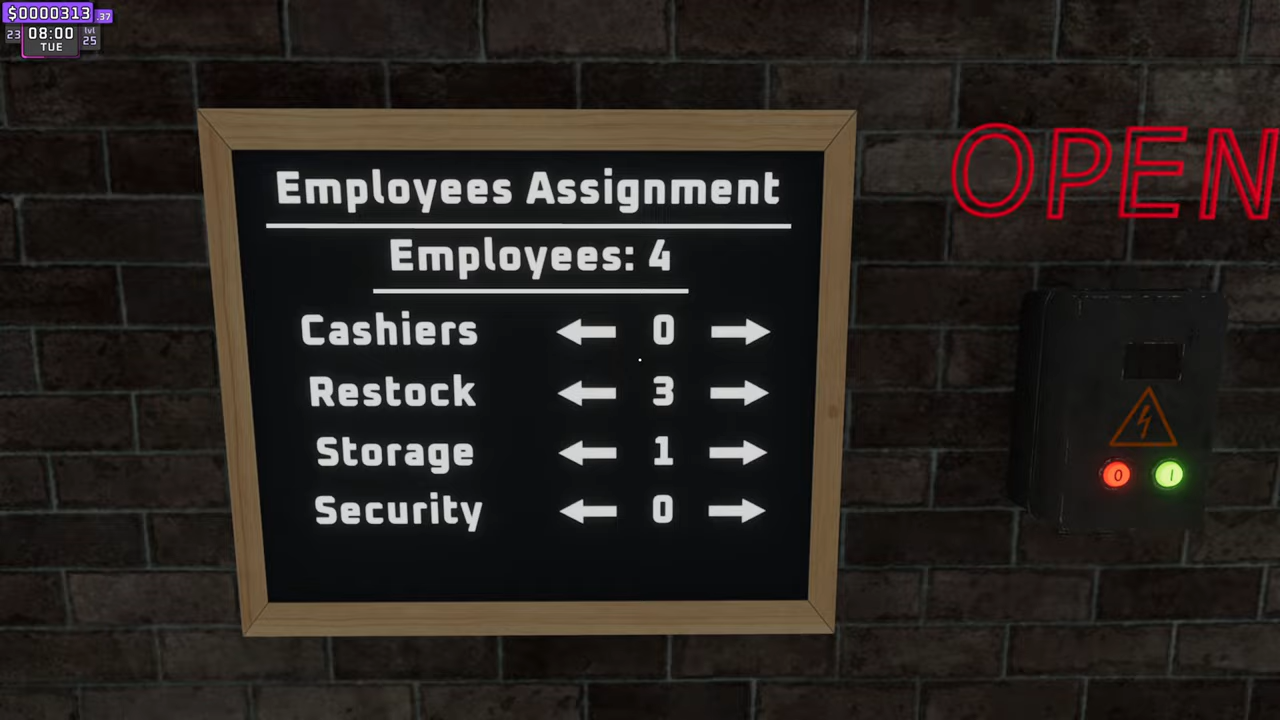 $0000313.37
23 08:00 lvl 25
TUE
OPEN
Employees Assignment
Employees: 4
Cashiers 0
Restock 3
Storage 1
Security 0
0 1